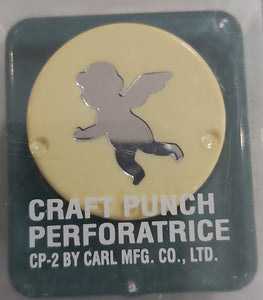 CRAFT PUNCH
PERFORATRICE
CP-2 BY CARL MFG. CO., LTD.